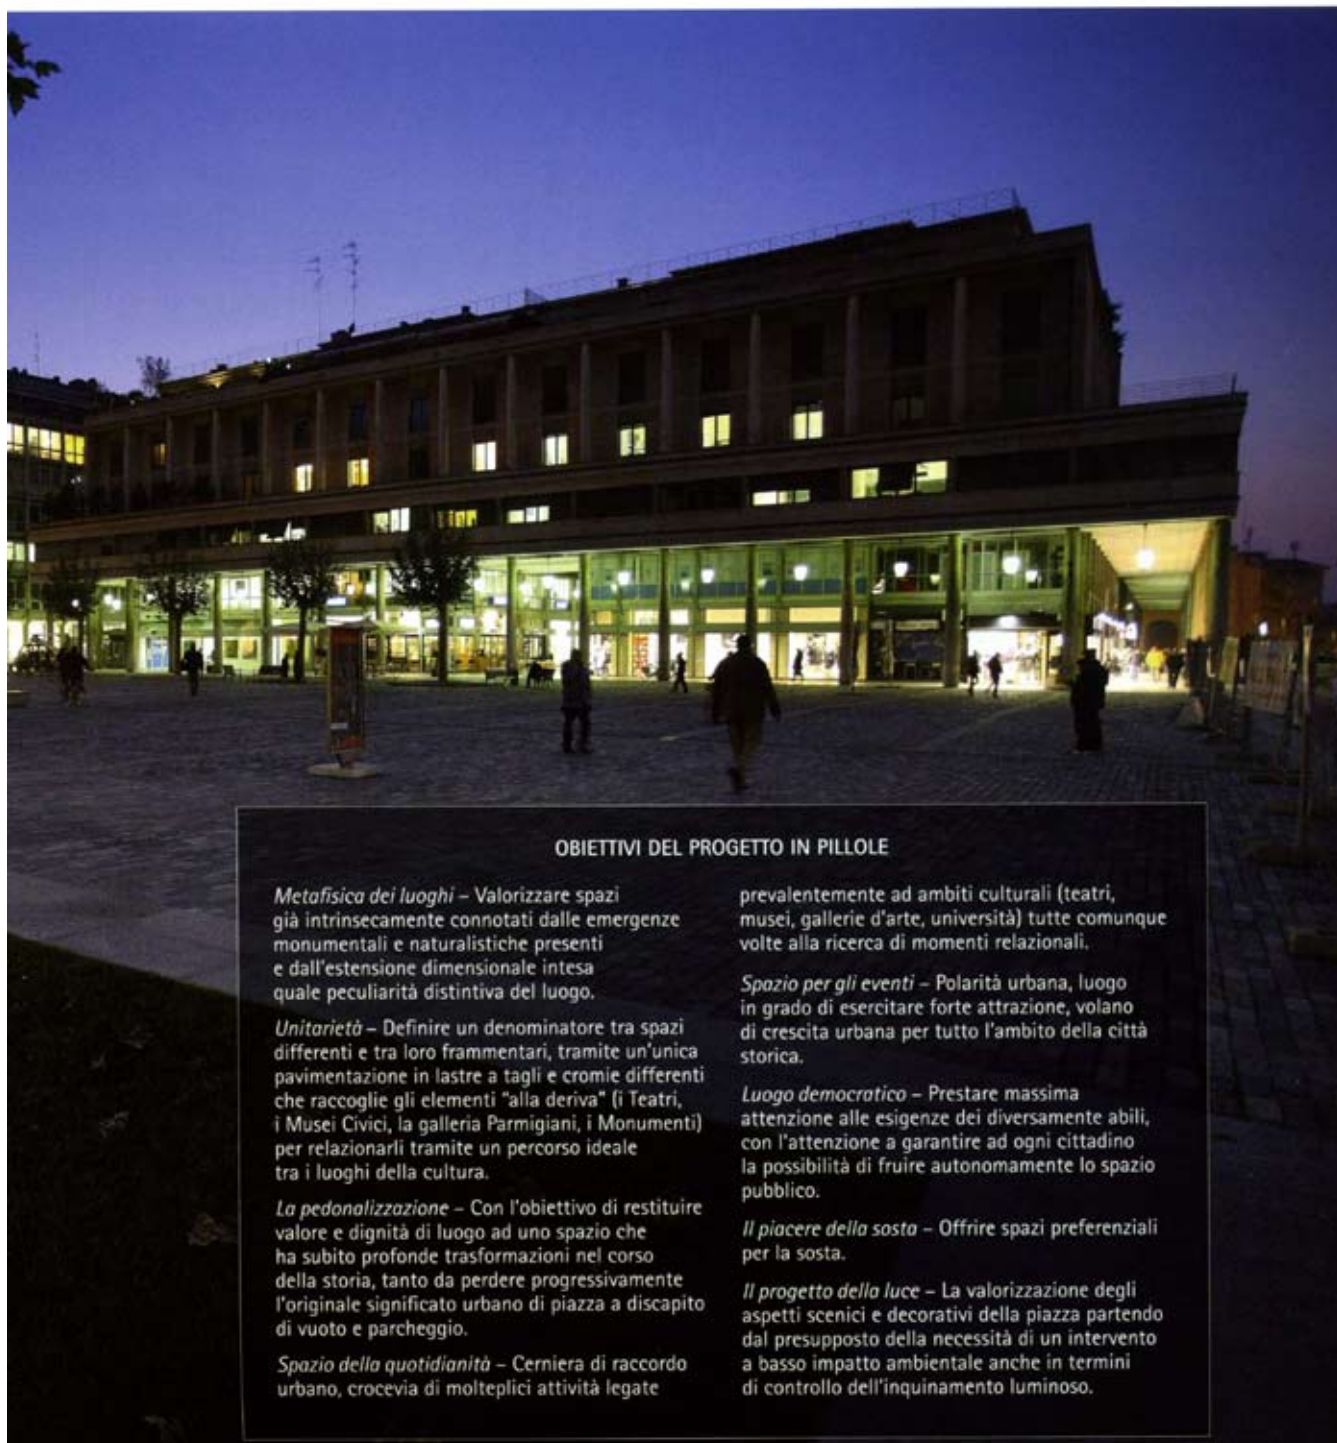 OBIETTIVI DEL PROGETTO IN PILLOLE
Metafisica dei luoghi – Valorizzare spazi
già intrinsecamente connotati dalle emergenze
monumentali e naturalistiche presenti
e dall'estensione dimensionale intesa
quale peculiarità distintiva del luogo.
Unitarietà – Definire un denominatore tra spazi
differenti e tra loro frammentari, tramite un'unica
pavimentazione in lastre a tagli e cromie differenti
che raccoglie gli elementi "alla deriva" (i Teatri,
i Musei Civici, la galleria Parmigiani, i Monumenti)
per relazionarli tramite un percorso ideale
tra i luoghi della cultura.
La pedonalizzazione – Con l'obiettivo di restituire
valore e dignità di luogo ad uno spazio che
ha subito profonde trasformazioni nel corso
della storia, tanto da perdere progressivamente
l'originale significato urbano di piazza a discapito
di vuoto e parcheggio.
Spazio della quotidianità – Cerniera di raccordo
urbano, crocevia di molteplici attività legate
prevalentemente ad ambiti culturali (teatri,
musei, gallerie d'arte, università) tutte comunque
volte alla ricerca di momenti relazionali.
Spazio per gli eventi – Polarità urbana, luogo
in grado di esercitare forte attrazione, volano
di crescita urbana per tutto l'ambito della città
storica.
Luogo democratico – Prestare massima
attenzione alle esigenze dei diversamente abili,
con l'attenzione a garantire ad ogni cittadino
la possibilità di fruire autonomamente lo spazio
pubblico.
Il piacere della sosta – Offrire spazi preferenziali
per la sosta.
Il progetto della luce – La valorizzazione degli
aspetti scenici e decorativi della piazza partendo
dal presupposto della necessità di un intervento
a basso impatto ambientale anche in termini
di controllo dell'inquinamento luminoso.